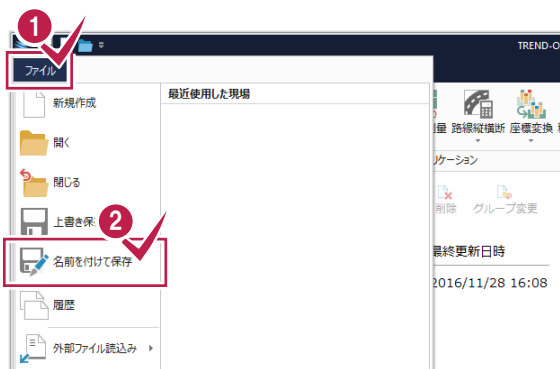 1
TREND-O
ファイル
新規作成
最近使用した現場
開く
閉じる
上書き保
2
名前を付けて保存
履歴
外部ファイル読込み
量 路線縦横断 座標変換
リケーション
削除 グループ変更
最終更新日時
2016/11/28 16:08